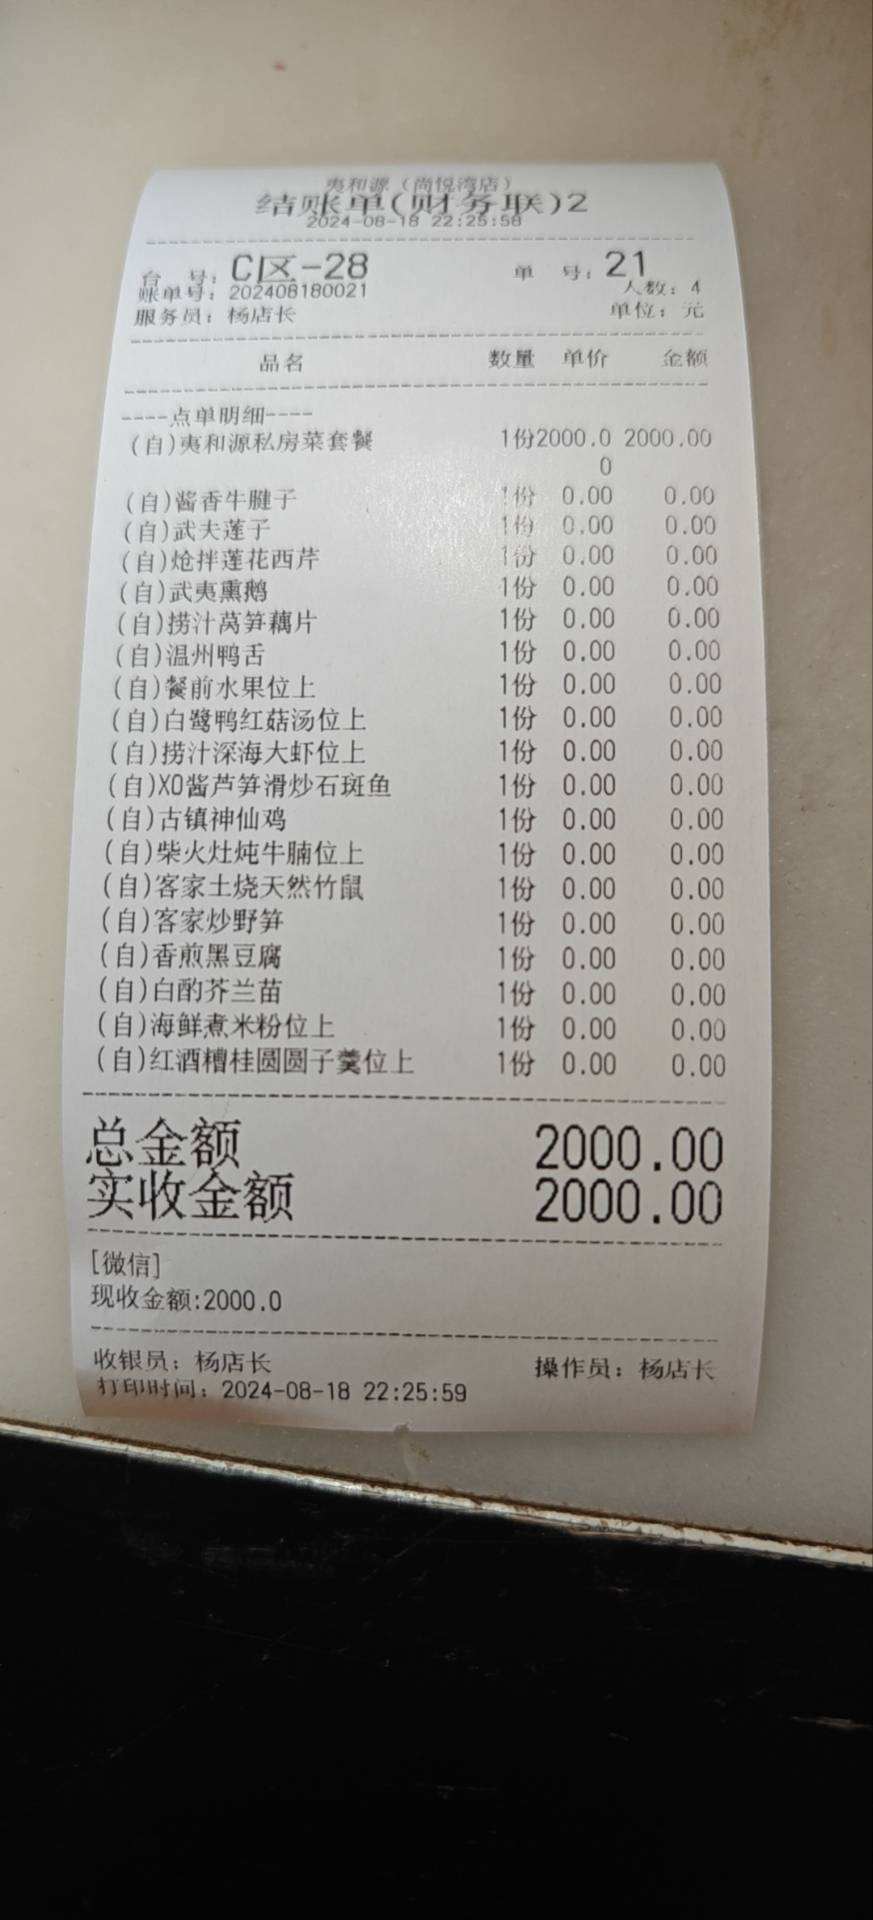 夷和源（尚悦湾店）
结账单(财务联)2
2024-08-18 22:25:58
台 号：C区-28 单 号：21
账单号：202408180021 人数：4
服务员：杨店长 单位：元
品名 数量 单价 金额
----点单明细----
(自)夷和源私房菜套餐 1份2000.0 2000.00
0
(自)酱香牛腱子 1份 0.00 0.00
(自)武夫莲子 1份 0.00 0.00
(自)炝拌莲花西芹 1份 0.00 0.00
(自)武夷熏鹅 1份 0.00 0.00
(自)捞汁莴笋藕片 1份 0.00 0.00
(自)温州鸭舌 1份 0.00 0.00
(自)餐前水果位上 1份 0.00 0.00
(自)白鹭鸭红菇汤位上 1份 0.00 0.00
(自)捞汁深海大虾位上 1份 0.00 0.00
(自)XO酱芦笋滑炒石斑鱼 1份 0.00 0.00
(自)古镇神仙鸡 1份 0.00 0.00
(自)柴火灶炖牛腩位上 1份 0.00 0.00
(自)客家土烧天然竹鼠 1份 0.00 0.00
(自)客家炒野笋 1份 0.00 0.00
(自)香煎黑豆腐 1份 0.00 0.00
(自)白酌芥兰苗 1份 0.00 0.00
(自)海鲜煮米粉位上 1份 0.00 0.00
(自)红酒糟桂圆圆子羹位上 1份 0.00 0.00
总金额 2000.00
实收金额 2000.00
[微信]
现收金额:2000.0
收银员：杨店长 操作员：杨店长
打印时间：2024-08-18 22:25:59